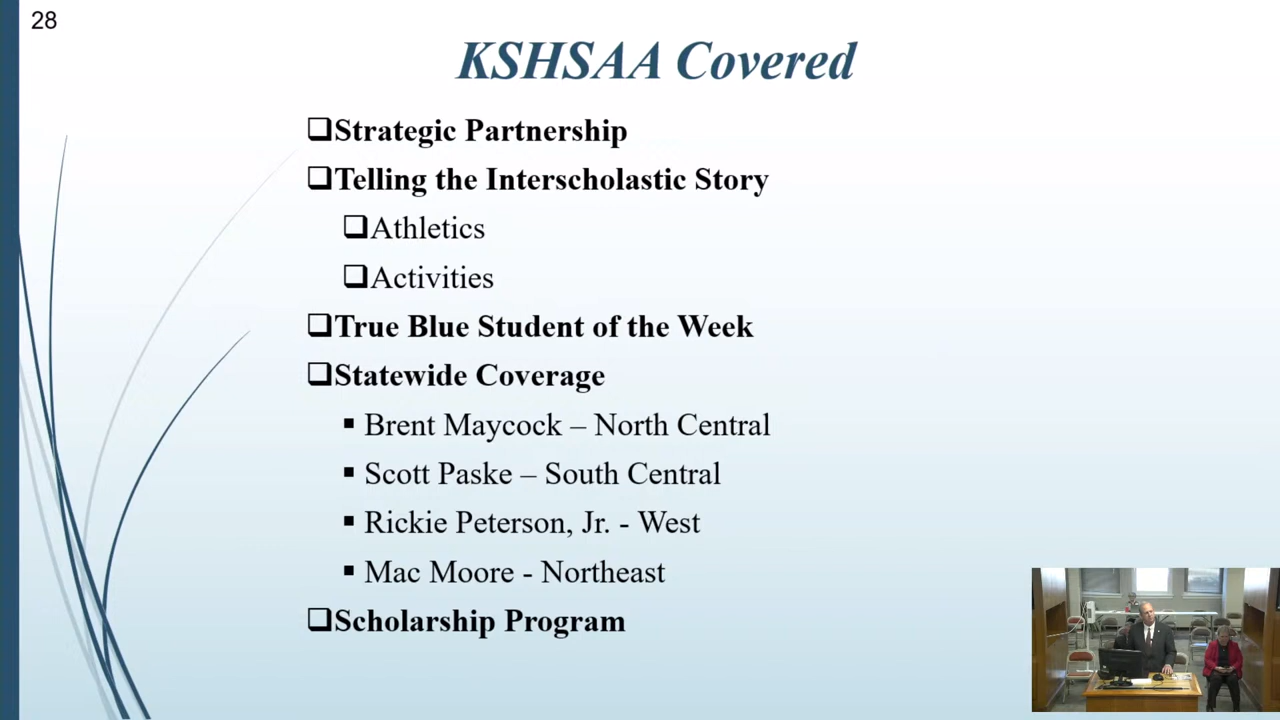 28
KSHSAA Covered
❑Strategic Partnership
❑Telling the Interscholastic Story
❑Athletics
❑Activities
❑True Blue Student of the Week
❑Statewide Coverage
▪ Brent Maycock – North Central
▪ Scott Paske – South Central
▪ Rickie Peterson, Jr. - West
▪ Mac Moore - Northeast
❑Scholarship Program